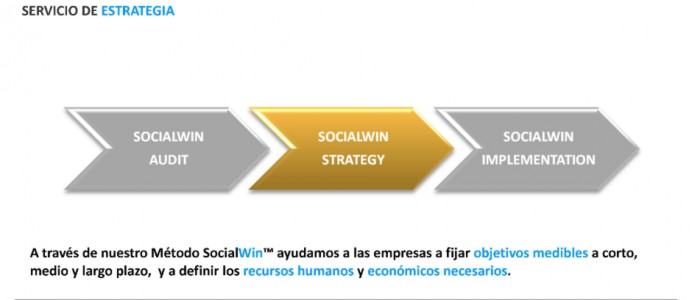 SERVICIO DE ESTRATEGIA
SOCIALWIN
AUDIT
SOCIALWIN
STRATEGY
SOCIALWIN
IMPLEMENTATION
A través de nuestro Método SocialWin™ ayudamos a las empresas a fijar objetivos medibles a corto,
medio y largo plazo, y a definir los recursos humanos y económicos necesarios.